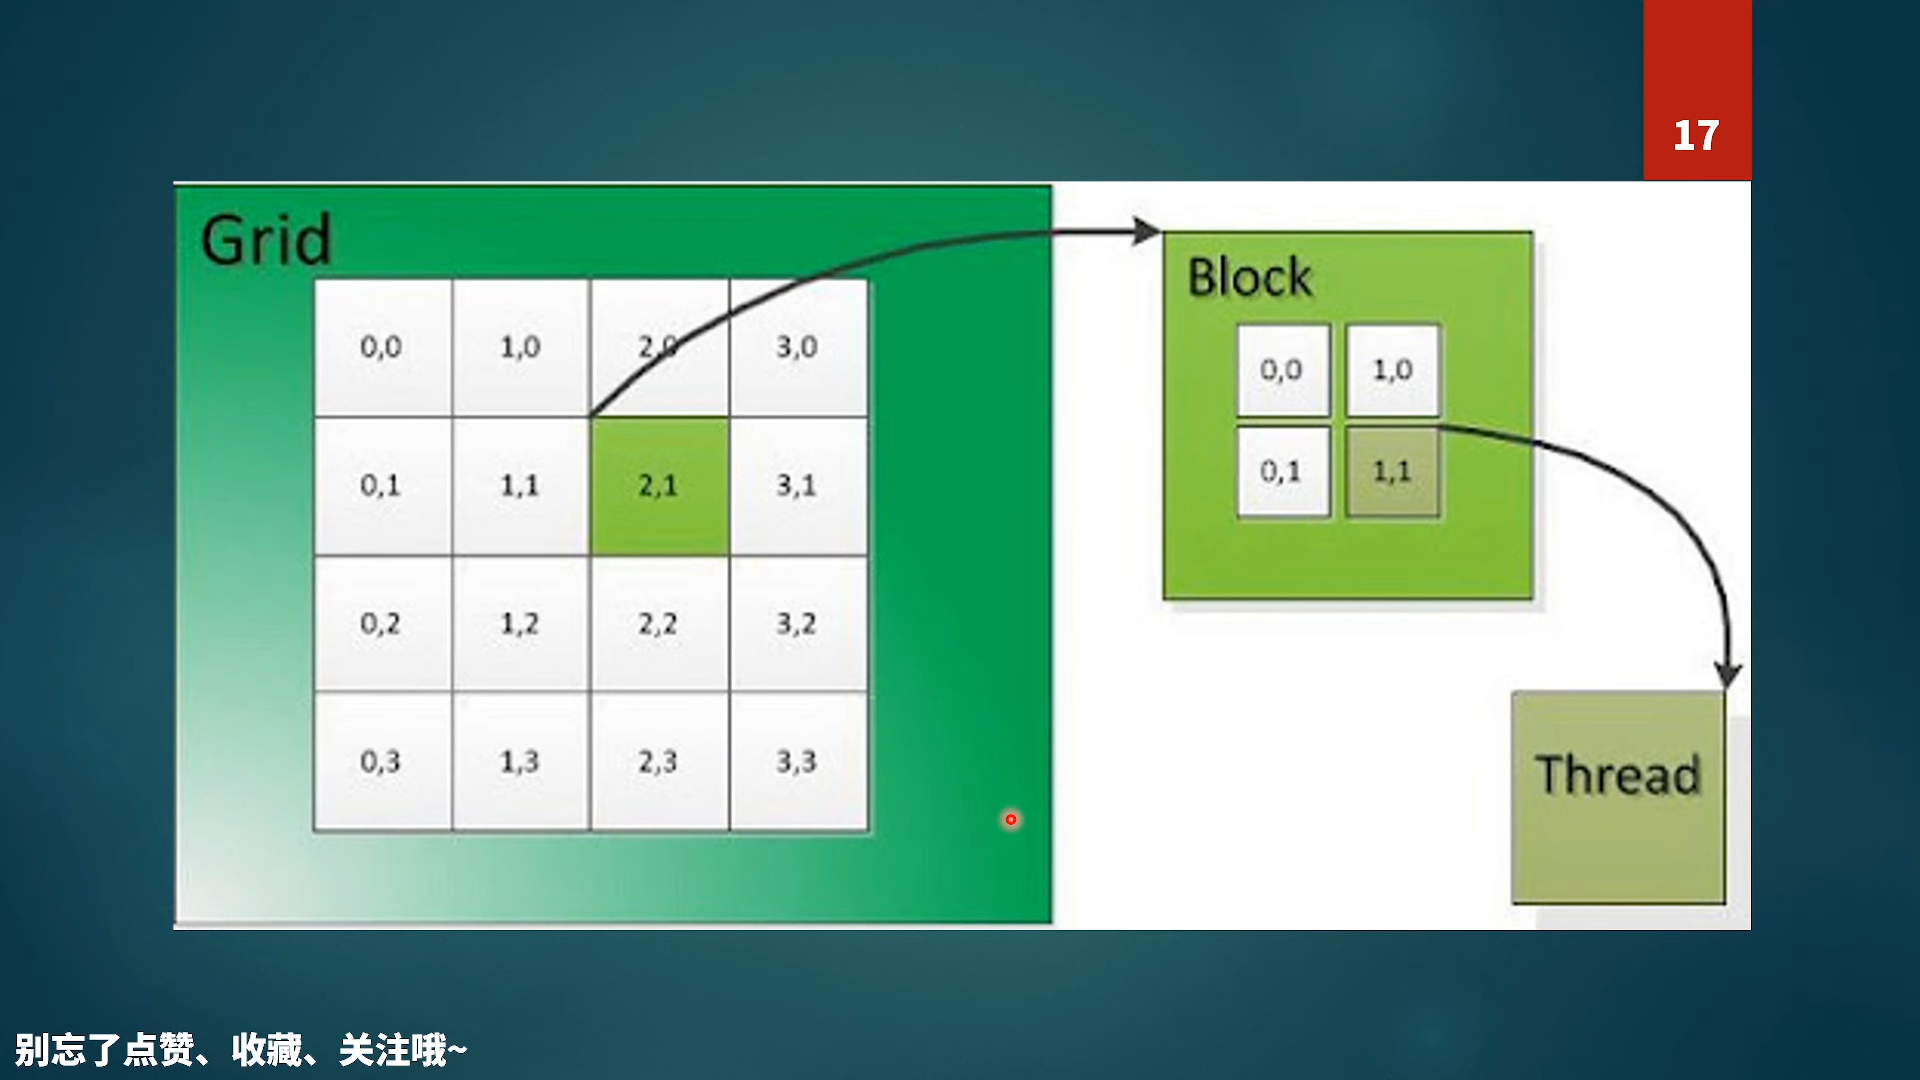 17
Grid
0,0 1,0 2,0 3,0
0,1 1,1 2,1 3,1
0,2 1,2 2,2 3,2
0,3 1,3 2,3 3,3
Block
0,0 1,0
0,1 1,1
Thread
别忘了点赞、收藏、关注哦~